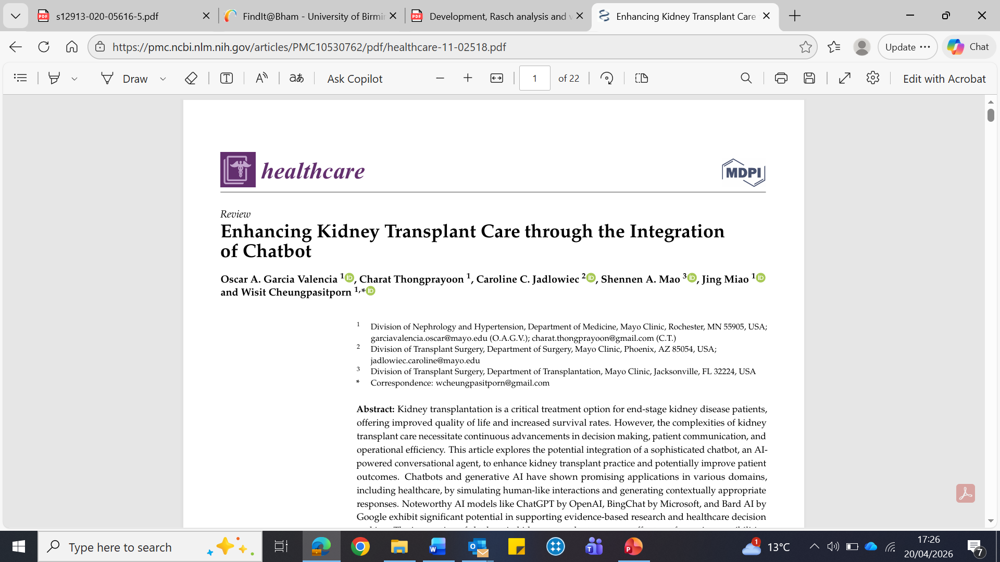 s12913-020-05616-5.pdf
FindIt@Bham - University of Birmin
Development, Rasch analysis and v
Enhancing Kidney Transplant Care
https://pmc.ncbi.nlm.nih.gov/articles/PMC10530762/pdf/healthcare-11-02518.pdf
Update
Chat
Draw
Ask Copilot
1
of 22
Edit with Acrobat
healthcare
MDPI
Review
Enhancing Kidney Transplant Care through the Integration
of Chatbot
Oscar A. Garcia Valencia 1, Charat Thongprayoon 1, Caroline C. Jadlowiec 2, Shennen A. Mao 3, Jing Miao 1
and Wisit Cheungpasitporn 1,*
1 Division of Nephrology and Hypertension, Department of Medicine, Mayo Clinic, Rochester, MN 55905, USA;
garciavalencia.oscar@mayo.edu (O.A.G.V.); charat.thongprayoon@gmail.com (C.T.)
2 Division of Transplant Surgery, Department of Surgery, Mayo Clinic, Phoenix, AZ 85054, USA;
jadlowiec.caroline@mayo.edu
3 Division of Transplant Surgery, Department of Transplantation, Mayo Clinic, Jacksonville, FL 32224, USA
* Correspondence: wcheungpasitporn@gmail.com
Abstract: Kidney transplantation is a critical treatment option for end-stage kidney disease patients,
offering improved quality of life and increased survival rates. However, the complexities of kidney
transplant care necessitate continuous advancements in decision making, patient communication, and
operational efficiency. This article explores the potential integration of a sophisticated chatbot, an AI-
powered conversational agent, to enhance kidney transplant practice and potentially improve patient
outcomes. Chatbots and generative AI have shown promising applications in various domains,
including healthcare, by simulating human-like interactions and generating contextually appropriate
responses. Noteworthy AI models like ChatGPT by OpenAI, BingChat by Microsoft, and Bard AI by
Google exhibit significant potential in supporting evidence-based research and healthcare decision
Type here to search
1
13°C
17:26
20/04/2026
7